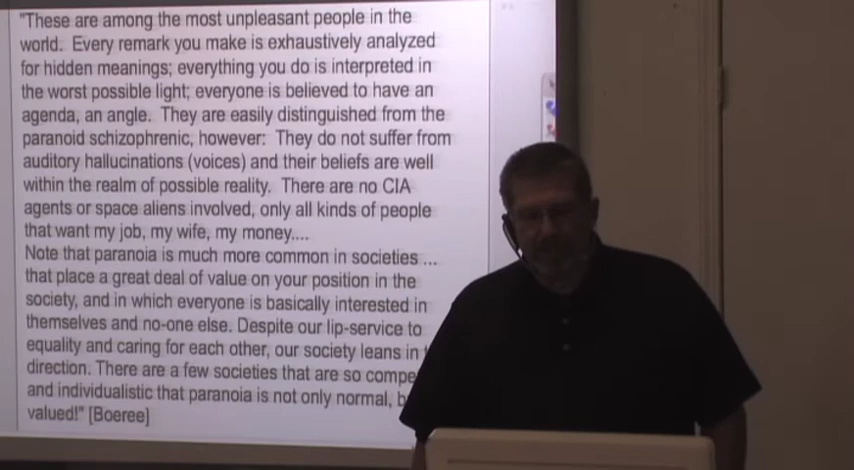 "These are among the most unpleasant people in the
world. Every remark you make is exhaustively analyzed
for hidden meanings; everything you do is interpreted in
the worst possible light; everyone is believed to have an
agenda, an angle. They are easily distinguished from the
paranoid schizophrenic, however: They do not suffer from
auditory hallucinations (voices) and their beliefs are well
within the realm of possible reality. There are no CIA
agents or space aliens involved, only all kinds of people
that want my job, my wife, my money....
Note that paranoia is much more common in societies ...
that place a great deal of value on your position in the
society, and in which everyone is basically interested in
themselves and no-one else. Despite our lip-service to
equality and caring for each other, our society leans in
direction. There are a few societies that are so compe
and individualistic that paranoia is not only normal, b
valued!" [Boeree]